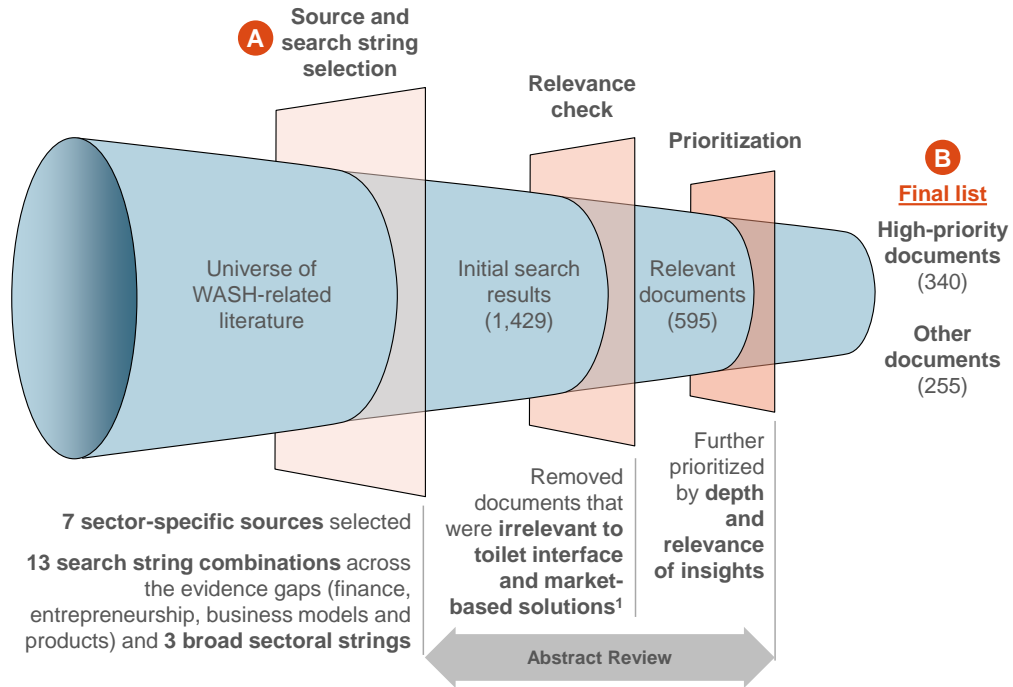 A
Source and
search string
selection
Relevance
check
Prioritization
B
Final list
High-priority
documents
(340)
Other
documents
(255)
Universe of
WASH-related
literature
Initial search
results
(1,429)
Relevant
documents
(595)
7 sector-specific sources selected
13 search string combinations across
the evidence gaps (finance,
entrepreneurship, business models and
products) and 3 broad sectoral strings
Removed
documents that
were irrelevant to
toilet interface
and market-
based solutions¹
Further
prioritized
by depth
and
relevance
of insights
Abstract Review